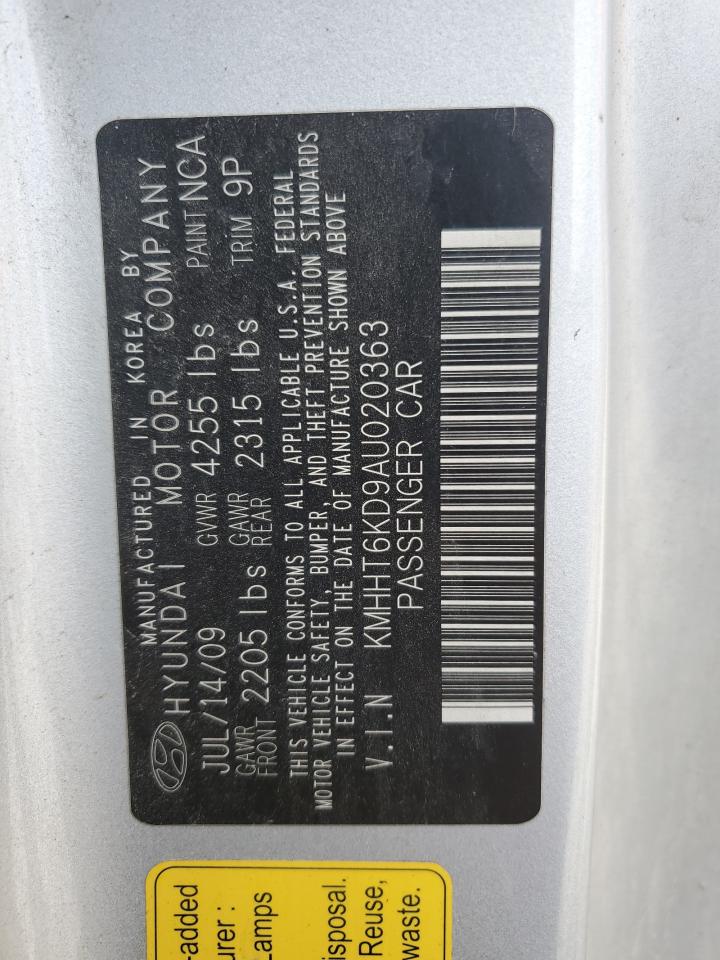 MANUFACTURED IN KOREA BY
HYUNDAI MOTOR COMPANY
JUL/14/09 GVWR 4255 lbs PAINT NCA
GAWR FRONT 2205 lbs GAWR REAR 2315 lbs TRIM 9P
THIS VEHICLE CONFORMS TO ALL APPLICABLE U.S.A. FEDERAL
MOTOR VEHICLE SAFETY, BUMPER, AND THEFT PREVENTION STANDARDS
IN EFFECT ON THE DATE OF MANUFACTURE SHOWN ABOVE
V.I.N KMHHT6KD9AU020363
PASSENGER CAR
-added
urer :
Lamps
isposal.
Reuse,
waste.